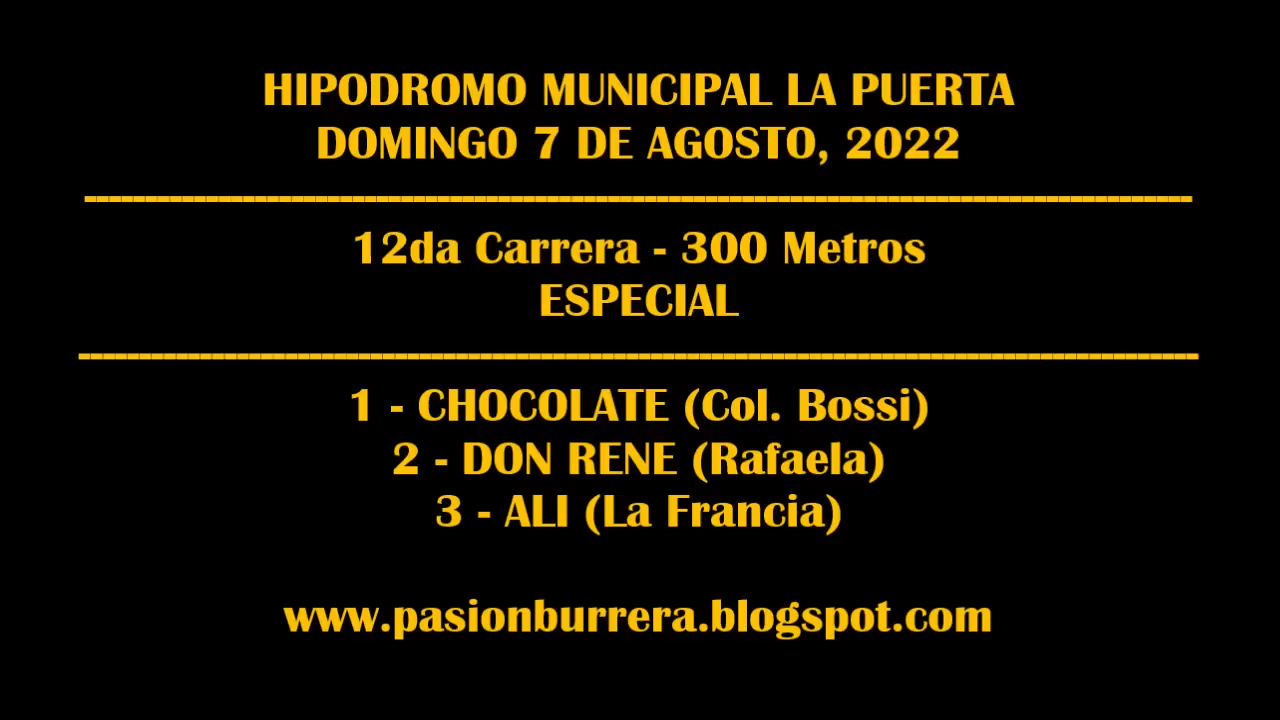 HIPODROMO MUNICIPAL LA PUERTA
DOMINGO 7 DE AGOSTO, 2022
12da Carrera - 300 Metros
ESPECIAL
1 - CHOCOLATE (Col. Bossi)
2 - DON RENE (Rafaela)
3 - ALI (La Francia)
www.pasionburrera.blogspot.com